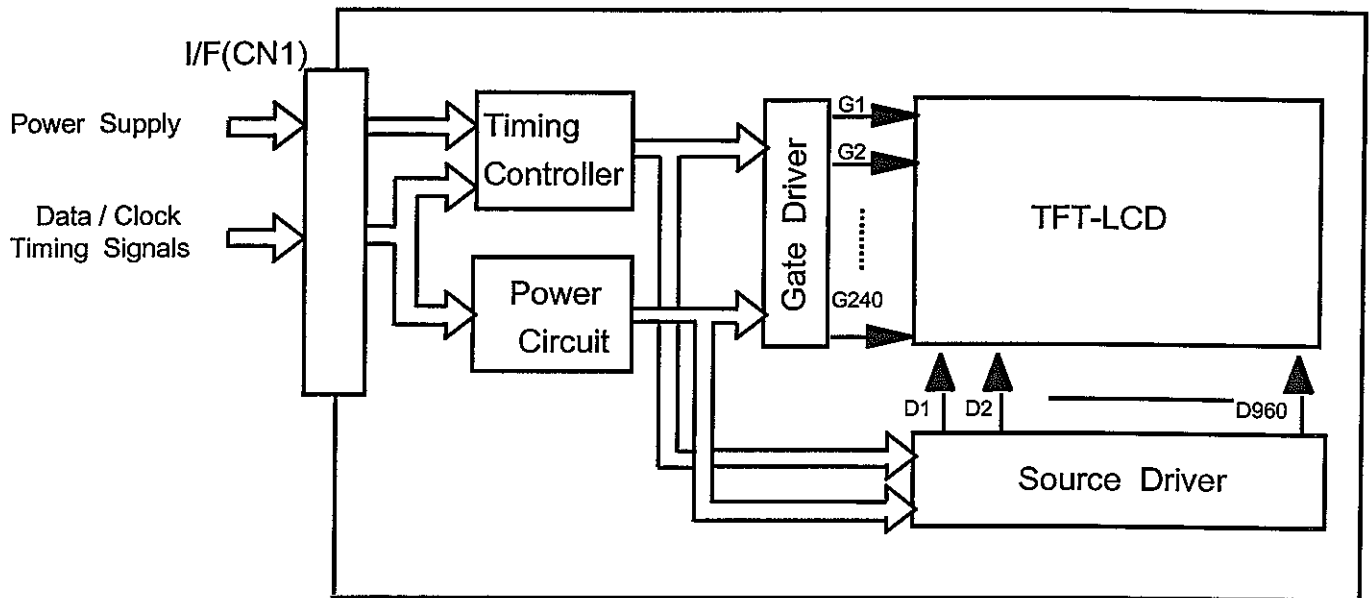 I/F(CN1)
Power Supply
Data / Clock
Timing Signals
Timing
Controller
Power
Circuit
Gate Driver
G1
G2
G240
TFT-LCD
D1
D2
D960
Source Driver